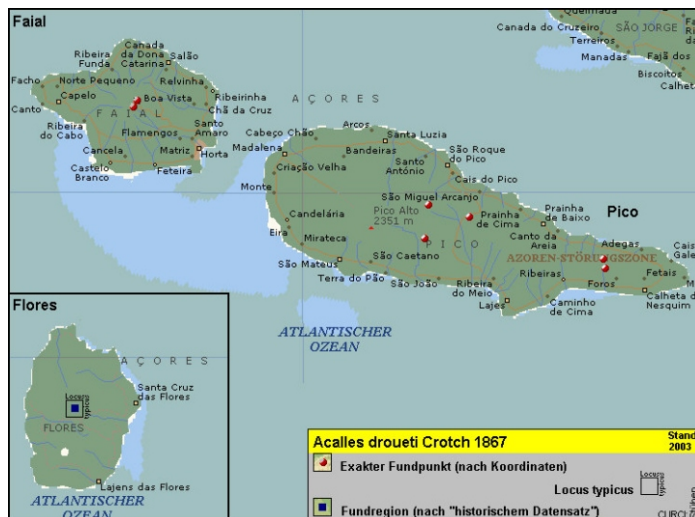 Faial
Canada
da Dona
Catarina
Salão
Ribeira
Funda
Facho
Norte Pequeno
Relvinha
Capelo
Boa Vista
Ribeirinha
Canto
FAIAL
Chã da Cruz
Ribeira
do Cabo
Flamengos
Santo
Amaro
Cancela
Matriz
Horta
Castelo
Branco
Feteira
AÇORES
Canada do Cruzeiro
SÃO JORGE
Terreiros
Manadas
Fajã
Biscoitos
Calheta
Cabeço Chão
Arcos
Santa Luzia
Madalena
Bandeiras
Santo
António
São Roque
do Pico
Criação Velha
Cais do Pico
Monte
São Miguel Arcanjo
Prainha
de Cima
Prainha
de Baixo
Pico
Candelária
Pico Alto
2351 m
Eira
Mirateca
PICO
Canto da
Areia
Adegas
AZOREN-STÖRUNGSZONE
São Mateus
São Caetano
Terra do Pão
São João
Ribeira
do Meio
Ribeiras
Foros
Fetais
Lajes
Caminho
de Cima
Calheta de
Nesquim
ATLANTISCHER
OZEAN
Flores
AÇORES
Locus
typicus
Santa Cruz
das Flores
FLORES
Lajens das Flores
ATLANTISCHER
OZEAN
Acalles droueti Crotch 1867
Stand
2003
Exakter Fundpunkt (nach Koordinaten)
Locus typicus
Locus
typicus
Fundregion (nach "historischem Datensatz")